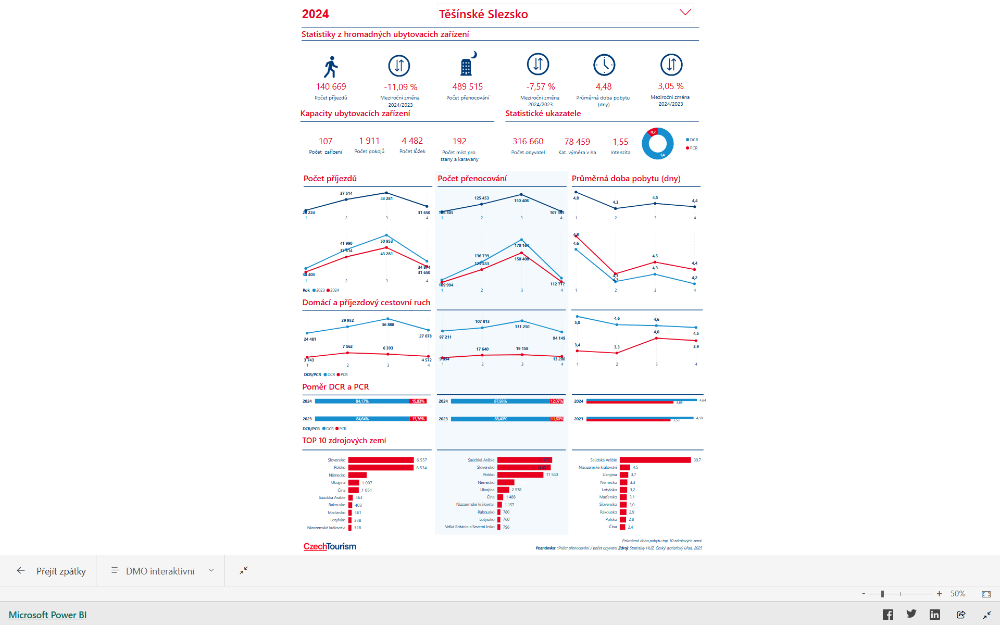 2024
Těšínské Slezsko
Statistiky z hromadných ubytovacích zařízení
140 669
-11,09 %
489 515
-7,57 %
4,48
3,05 %
Počet příjezdů
Meziroční změna 2024/2023
Počet přenocování
Meziroční změna 2024/2023
Průměrná doba pobytu (dny)
Meziroční změna 2024/2023
Kapacity ubytovacích zařízení
Statistické ukazatele
107
1 911
4 482
192
316 660
78 459
1,55
0,2
1,4
DCR
PCR
Počet zařízení
Počet pokojů
Počet lůžek
Počet míst pro stany a karavany
Počet obyvatel
Kat. výměra v ha
Intenzita
Počet příjezdů
Počet přenocování
Průměrná doba pobytu (dny)
28 224
37 514
43 281
31 650
1 2 3 4
106 305
125 453
150 408
107 349
1 2 3 4
4,8
4,3
4,5
4,4
1 2 3 4
41 990
37 514
50 953
43 281
30 403
34 874
31 650
1 2 3 4
136 739
125 453
170 164
150 408
109 994
112 717
1 2 3 4
4,8
4,6
4,3
4,3
4,5
4,3
4,4
4,2
1 2 3 4
Rok 2023 2024
Domácí a příjezdový cestovní ruch
24 481
29 952
36 888
27 078
3 743
7 562
6 393
4 572
1 2 3 4
97 211
107 813
131 250
94 149
9 094
17 640
19 158
13 200
1 2 3 4
5,0
4,6
4,6
4,5
3,4
3,3
4,0
3,9
1 2 3 4
DCR/PCR DCR PCR
Poměr DCR a PCR
2024 84,17% 15,83%
2024 87,93% 12,07%
2024 4,64
3,65
2023 84,64% 15,36%
2023 88,40% 11,60%
2023 4,50
3,53
DCR/PCR DCR PCR
TOP 10 zdrojových zemí
Slovensko 6 557
Polsko 6 534
Německo
Ukrajina 1 097
Čína 1 061
Saúdská Arábie 463
Rakousko 403
Maďarsko 361
Lotyšsko 338
Nizozemské království 328
Saúdská Arábie
Slovensko
Polsko 11 560
Německo
Ukrajina 2 978
Čína 1 488
Nizozemské království 1 157
Rakousko 780
Lotyšsko 760
Velká Británie a Severní Irsko 756
Saúdská Arábie 30,7
Nizozemské království 4,5
Ukrajina 3,7
Německo 3,3
Lotyšsko 3,2
Maďarsko 3,1
Slovensko 3,0
Rakousko 2,9
Polsko 2,8
Čína 2,4
CzechTourism
Průměrná doba pobytu top 10 zdrojových zemí.
Poznámka: *Počet přenocování / počet obyvatel Zdroj: Statistiky HUZ, Český statistický úřad, 2025
Přejít zpátky
DMO interaktivní
- + 50%
Microsoft Power BI